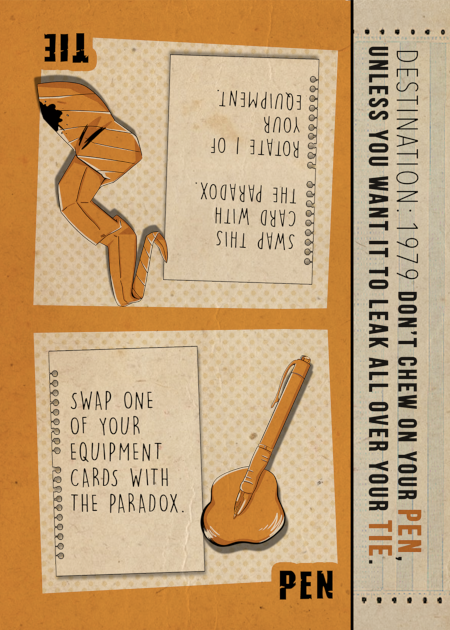 TIE
SWAP THIS
CARD WITH
THE PARADOX.
ROTATE 1 OF
YOUR
EQUIPMENT.
SWAP ONE
OF YOUR
EQUIPMENT
CARDS WITH
THE PARADOX.
PEN
DESTINATION: 1979 DON'T CHEW ON YOUR PEN,
UNLESS YOU WANT IT TO LEAK ALL OVER YOUR TIE.